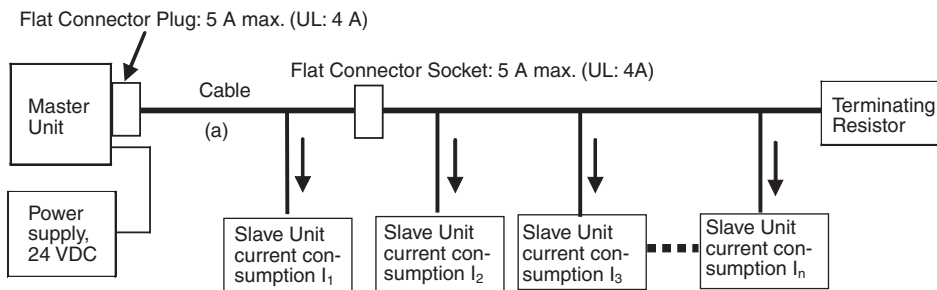 Flat Connector Plug: 5 A max. (UL: 4 A)
Flat Connector Socket: 5 A max. (UL: 4A)
Master
Unit
Cable
(a)
Terminating
Resistor
Power
supply,
24 VDC
Slave Unit
current con-
sumption I₁
Slave Unit
current con-
sumption I₂
Slave Unit
current con-
sumption I₃
Slave Unit
current con-
sumption Iₙ